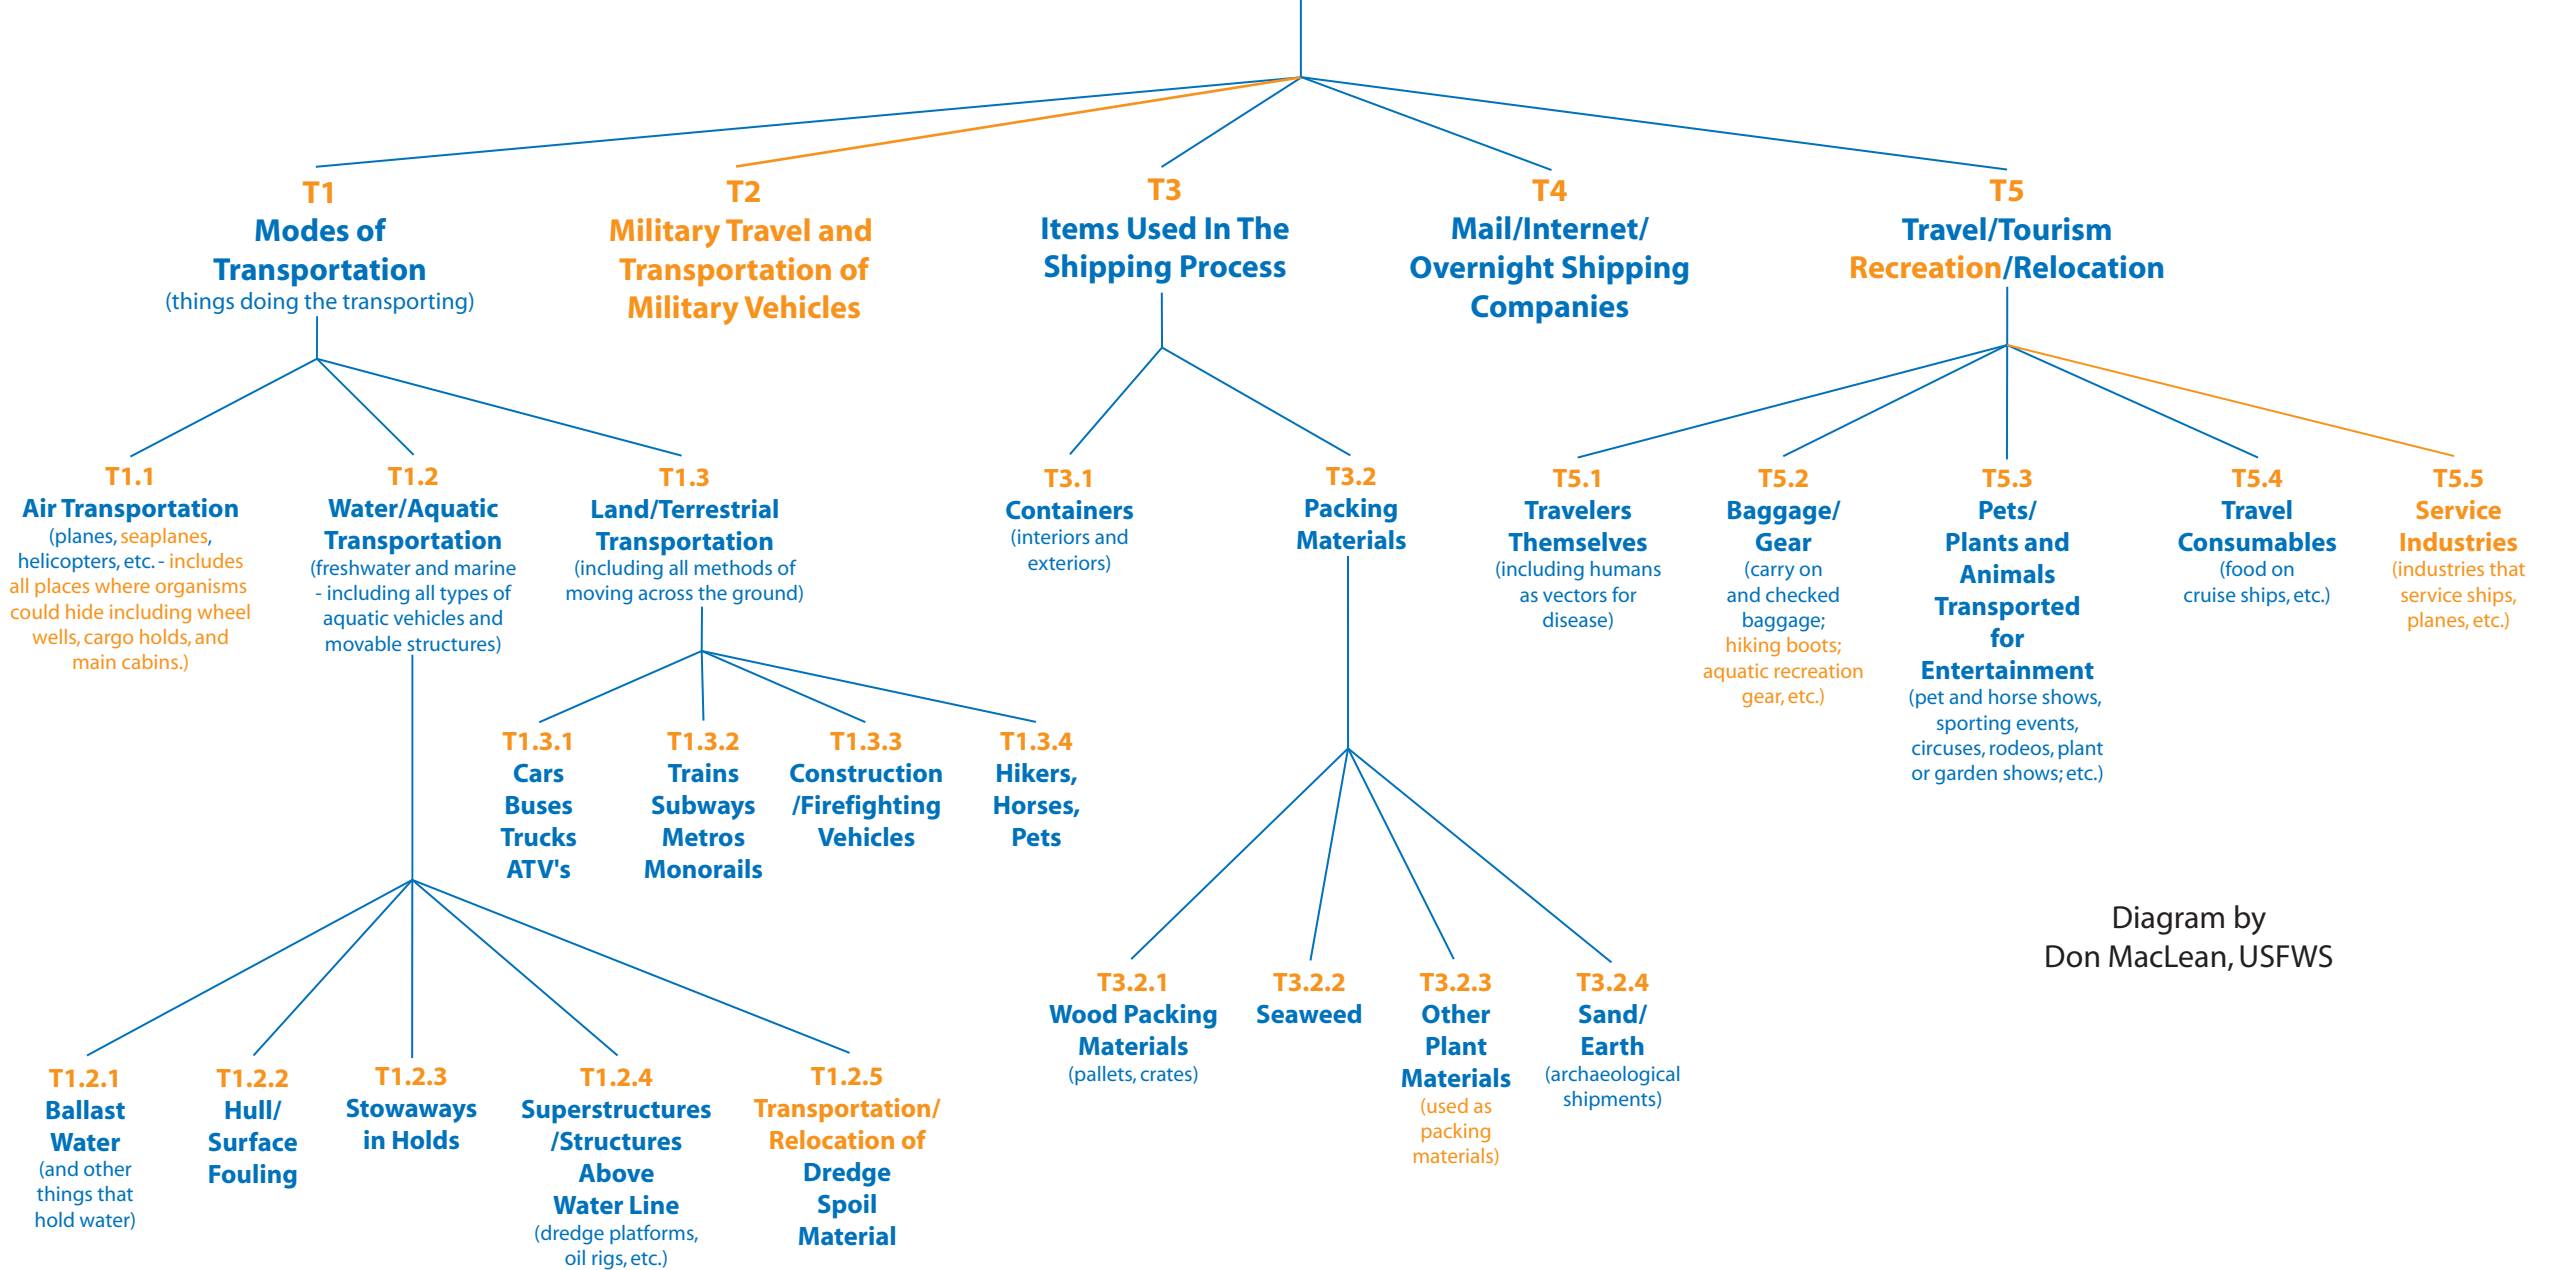 T1
Modes of
Transportation
(things doing the transporting)
T2
Military Travel and
Transportation of
Military Vehicles
T3
Items Used In The
Shipping Process
T4
Mail/Internet/
Overnight Shipping
Companies
T5
Travel/Tourism
Recreation/Relocation
T1.1
Air Transportation
(planes, seaplanes,
helicopters, etc. - includes
all places where organisms
could hide including wheel
wells, cargo holds, and
main cabins.)
T1.2
Water/Aquatic
Transportation
(freshwater and marine
- including all types of
aquatic vehicles and
movable structures)
T1.3
Land/Terrestrial
Transportation
(including all methods of
moving across the ground)
T3.1
Containers
(interiors and
exteriors)
T3.2
Packing
Materials
T5.1
Travelers
Themselves
(including humans
as vectors for
disease)
T5.2
Baggage/
Gear
(carry on
and checked
baggage;
hiking boots;
aquatic recreation
gear, etc.)
T5.3
Pets/
Plants and
Animals
Transported
for
Entertainment
(pet and horse shows,
sporting events,
circuses, rodeos, plant
or garden shows; etc.)
T5.4
Travel
Consumables
(food on
cruise ships, etc.)
T5.5
Service
Industries
(industries that
service ships,
planes, etc.)
T1.3.1
Cars
Buses
Trucks
ATV's
T1.3.2
Trains
Subways
Metros
Monorails
T1.3.3
Construction
/Firefighting
Vehicles
T1.3.4
Hikers,
Horses,
Pets
Diagram by
Don MacLean, USFWS
T3.2.1
Wood Packing
Materials
(pallets, crates)
T3.2.2
Seaweed
T3.2.3
Other
Plant
Materials
(used as
packing
materials)
T3.2.4
Sand/
Earth
(archaeological
shipments)
T1.2.1
Ballast
Water
(and other
things that
hold water)
T1.2.2
Hull/
Surface
Fouling
T1.2.3
Stowaways
in Holds
T1.2.4
Superstructures
/Structures
Above
Water Line
(dredge platforms,
oil rigs, etc.)
T1.2.5
Transportation/
Relocation of
Dredge
Spoil
Material